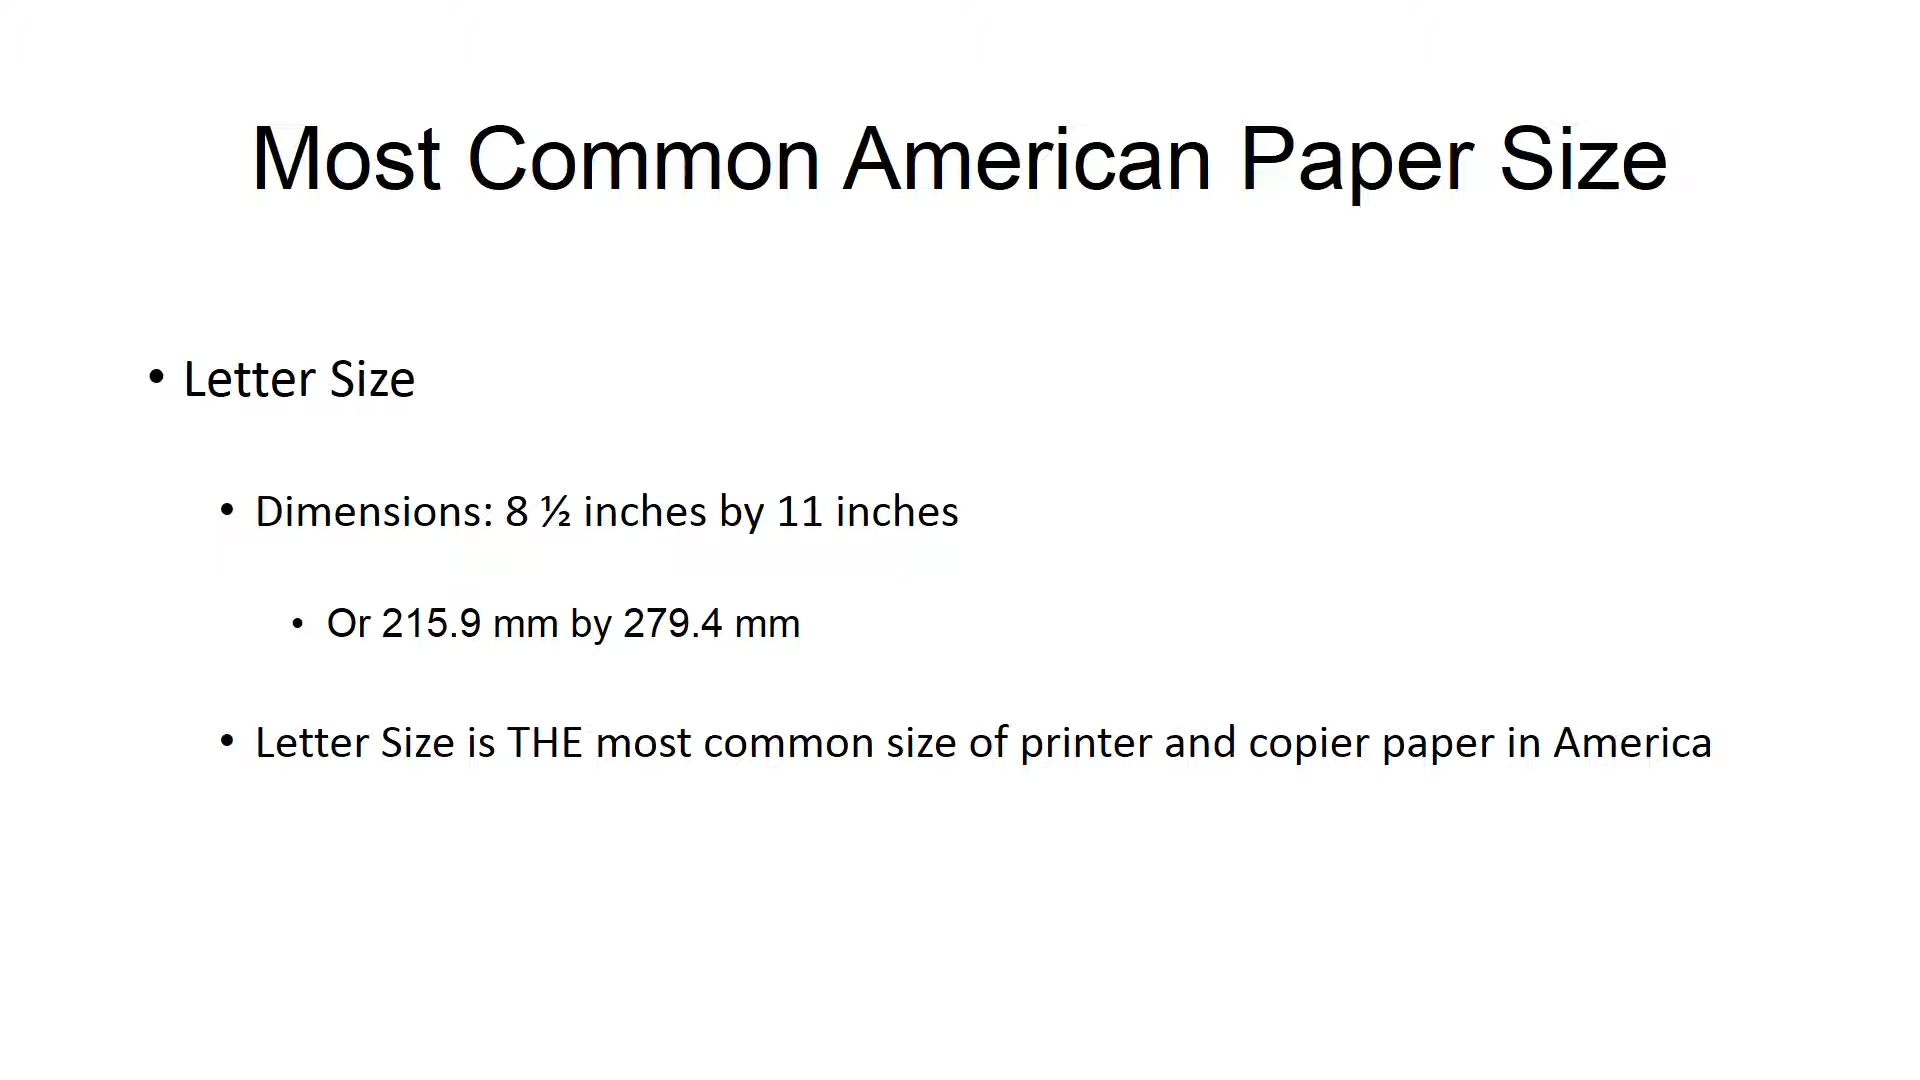 Most Common American Paper Size
• Letter Size
• Dimensions: 8 ½ inches by 11 inches
• Or 215.9 mm by 279.4 mm
• Letter Size is THE most common size of printer and copier paper in America